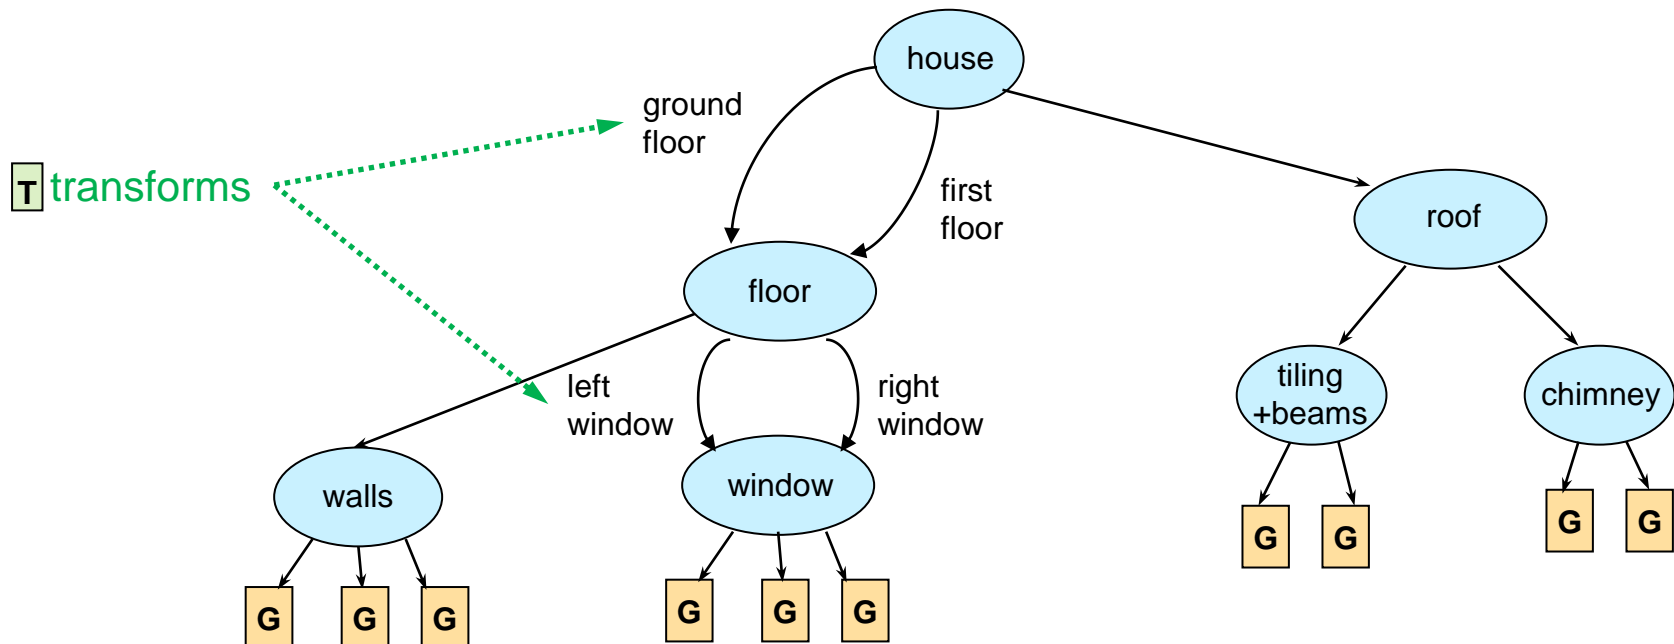 house
ground
floor
T transforms
first
floor
roof
floor
left
window
right
window
tiling
+beams
chimney
walls
window
G
G
G
G
G
G
G
G
G
G